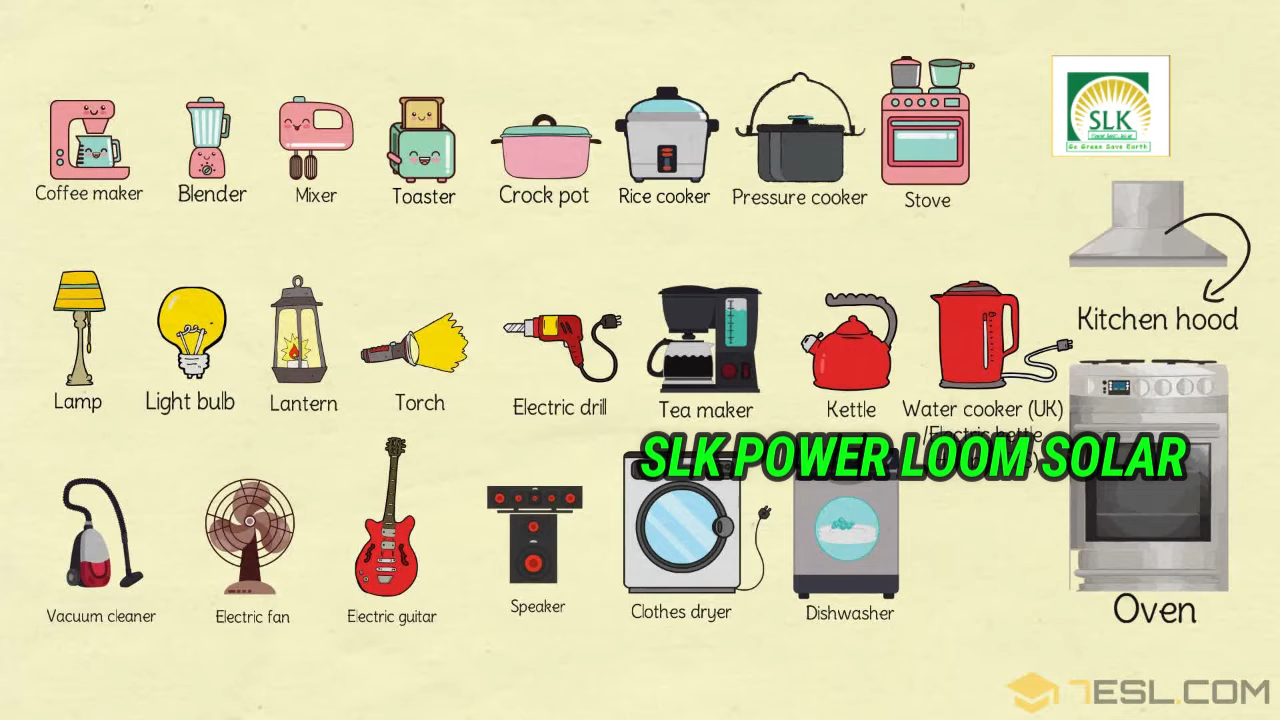 SLK
Go Green Save Earth
Coffee maker
Blender
Mixer
Toaster
Crock pot
Rice cooker
Pressure cooker
Stove
Kitchen hood
Lamp
Light bulb
Lantern
Torch
Electric drill
Tea maker
Kettle
Water cooker (UK)
/Electric kettle
SLK POWER LOOM SOLAR
Vacuum cleaner
Electric fan
Electric guitar
Speaker
Clothes dryer
Dishwasher
Oven
7ESL.COM